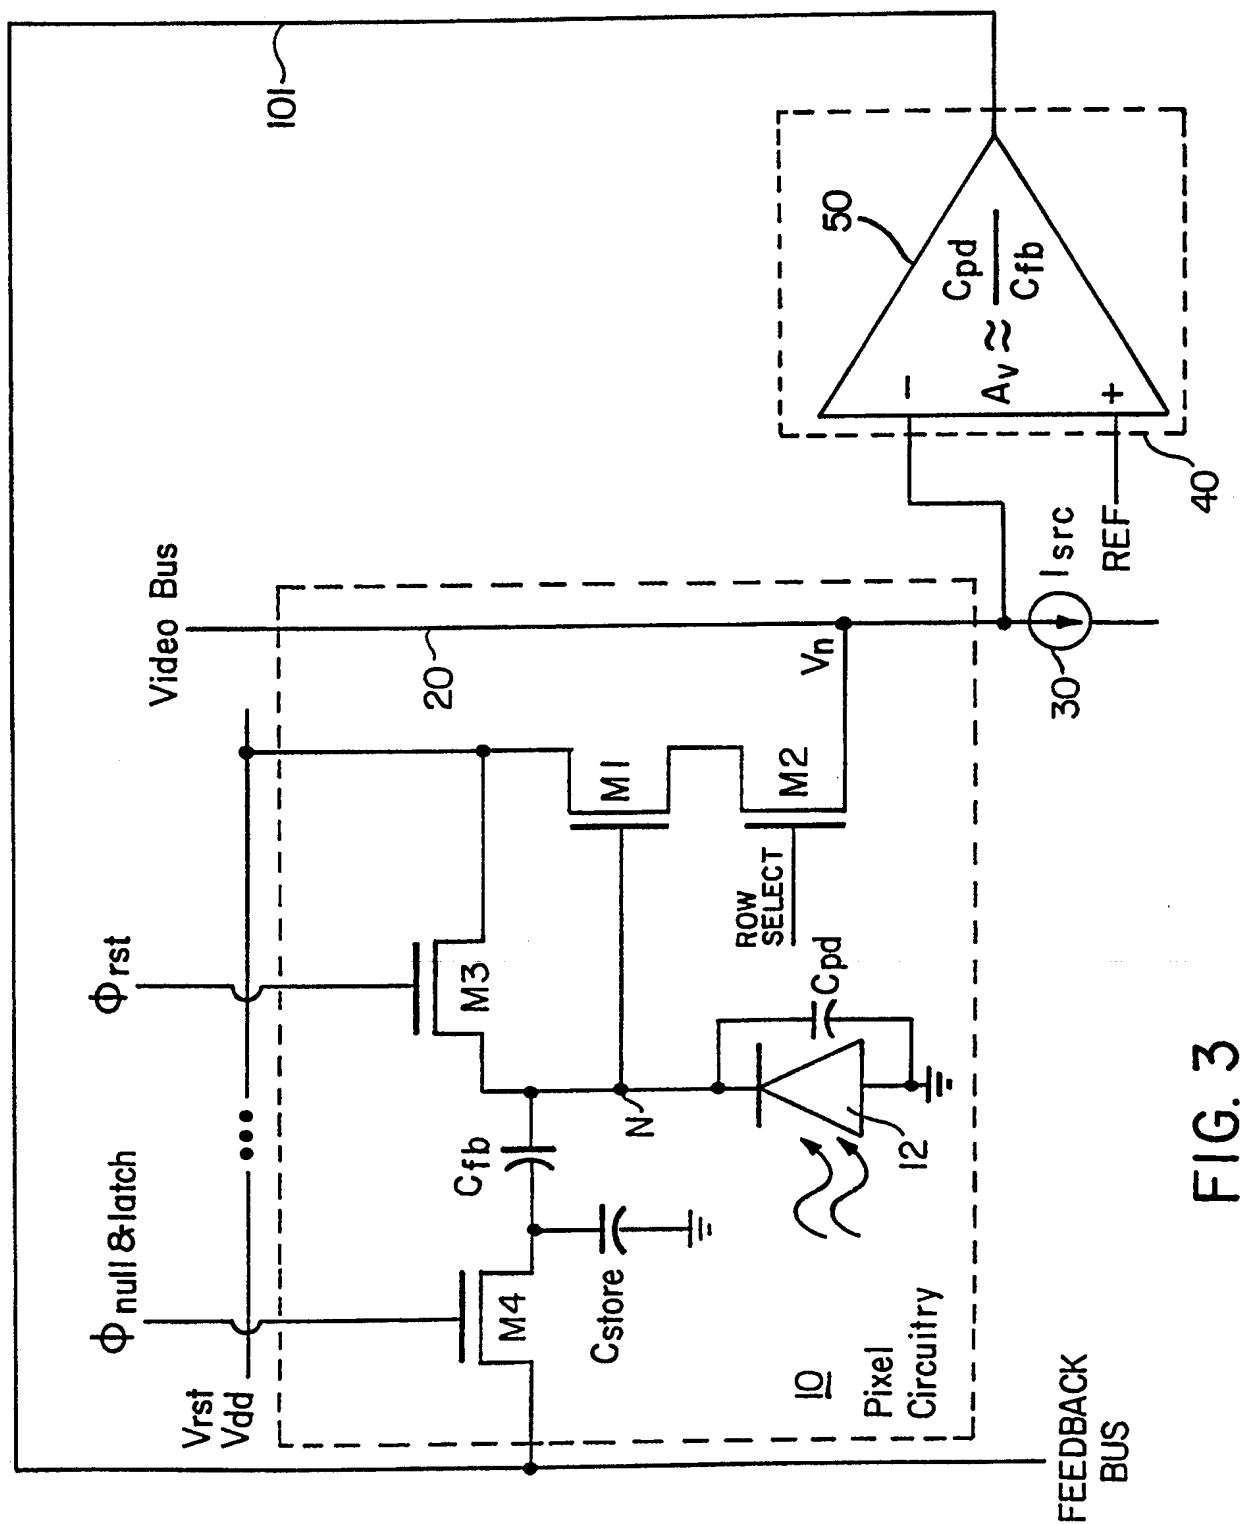 Vrst
Vdd
Φnull&latch
Φrst
Video Bus
101
20
M4
Cfb
M3
Cstore
N
M1
M2
ROW
SELECT
Vn
12
Cpd
10
Pixel
Circuitry
30
Isrc
REF
40
50
-
+
Av ≈ Cpd
Cfb
FEEDBACK
BUS
FIG. 3